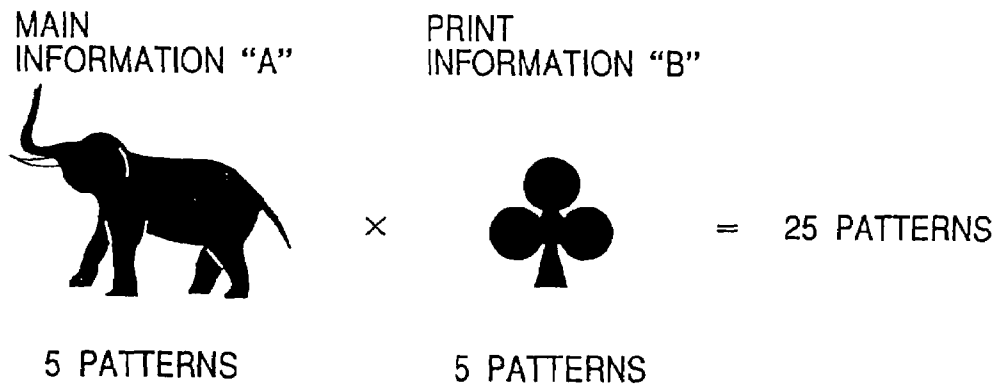 MAIN
INFORMATION “A”
PRINT
INFORMATION “B”
× = 25 PATTERNS
5 PATTERNS
5 PATTERNS